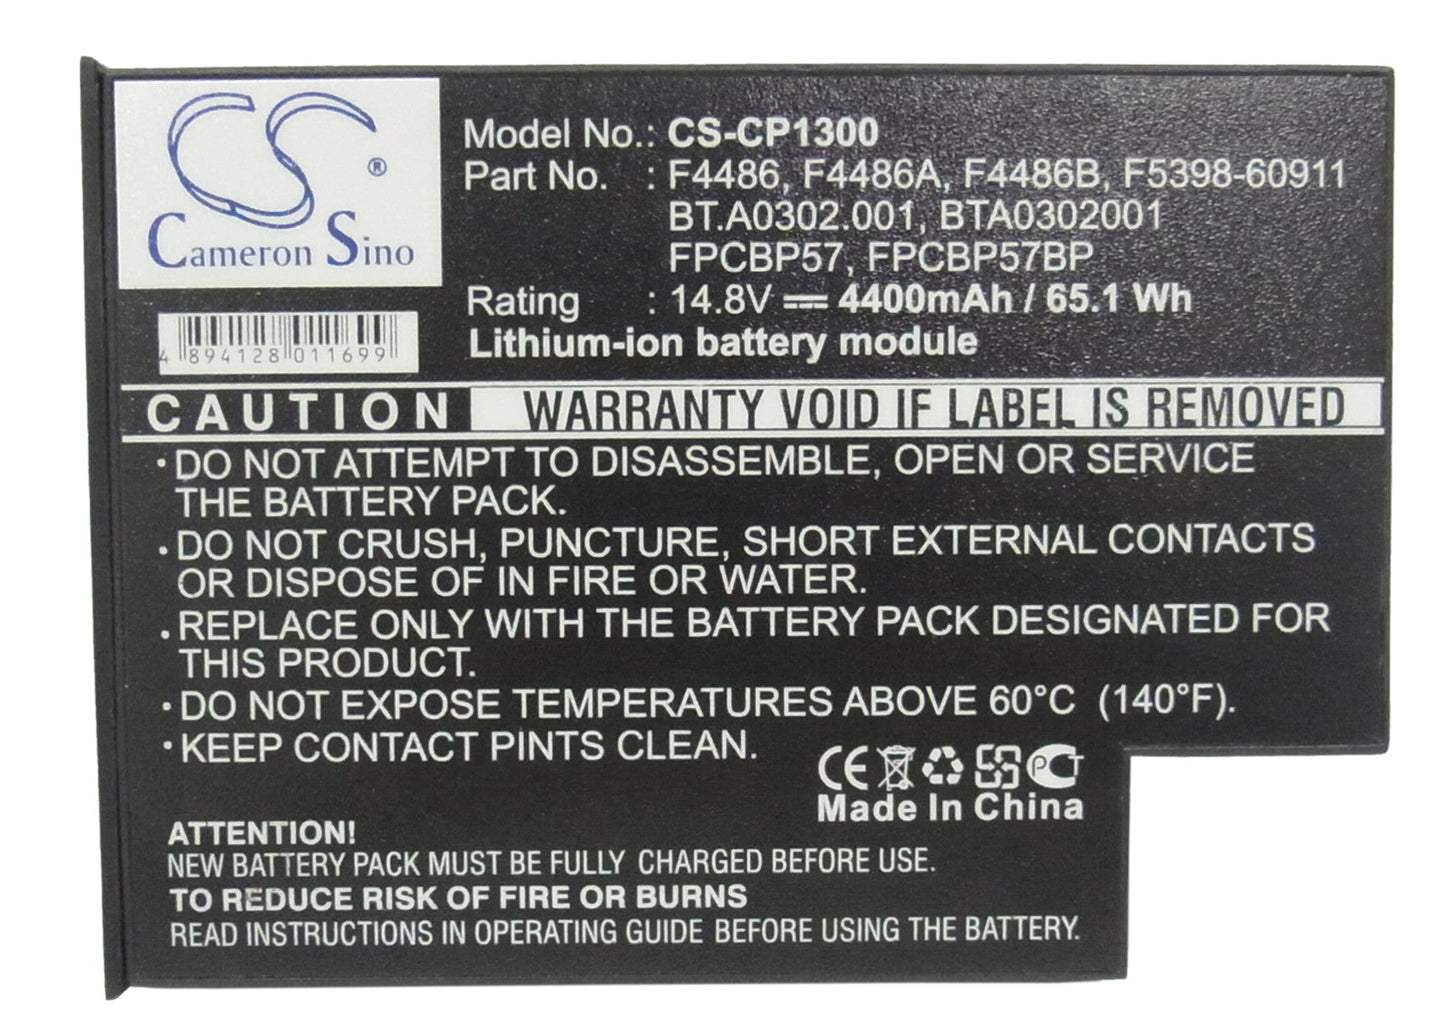 CS®
Cameron Sino
4 894128 011699
Model No.: CS-CP1300
Part No. : F4486, F4486A, F4486B, F5398-60911
BT.A0302.001, BTA0302001
FPCBP57, FPCBP57BP
Rating : 14.8V ⎓ 4400mAh / 65.1 Wh
Lithium-ion battery module
CAUTION WARRANTY VOID IF LABEL IS REMOVED
•DO NOT ATTEMPT TO DISASSEMBLE, OPEN OR SERVICE
THE BATTERY PACK.
•DO NOT CRUSH, PUNCTURE, SHORT EXTERNAL CONTACTS
OR DISPOSE OF IN FIRE OR WATER.
•REPLACE ONLY WITH THE BATTERY PACK DESIGNATED FOR
THIS PRODUCT.
•DO NOT EXPOSE TEMPERATURES ABOVE 60°C (140°F).
•KEEP CONTACT PINTS CLEAN.
CE PCT
Made In China
ATTENTION!
NEW BATTERY PACK MUST BE FULLY CHARGED BEFORE USE.
TO REDUCE RISK OF FIRE OR BURNS
READ INSTRUCTIONS IN OPERATING GUIDE BEFORE USING THE BATTERY.